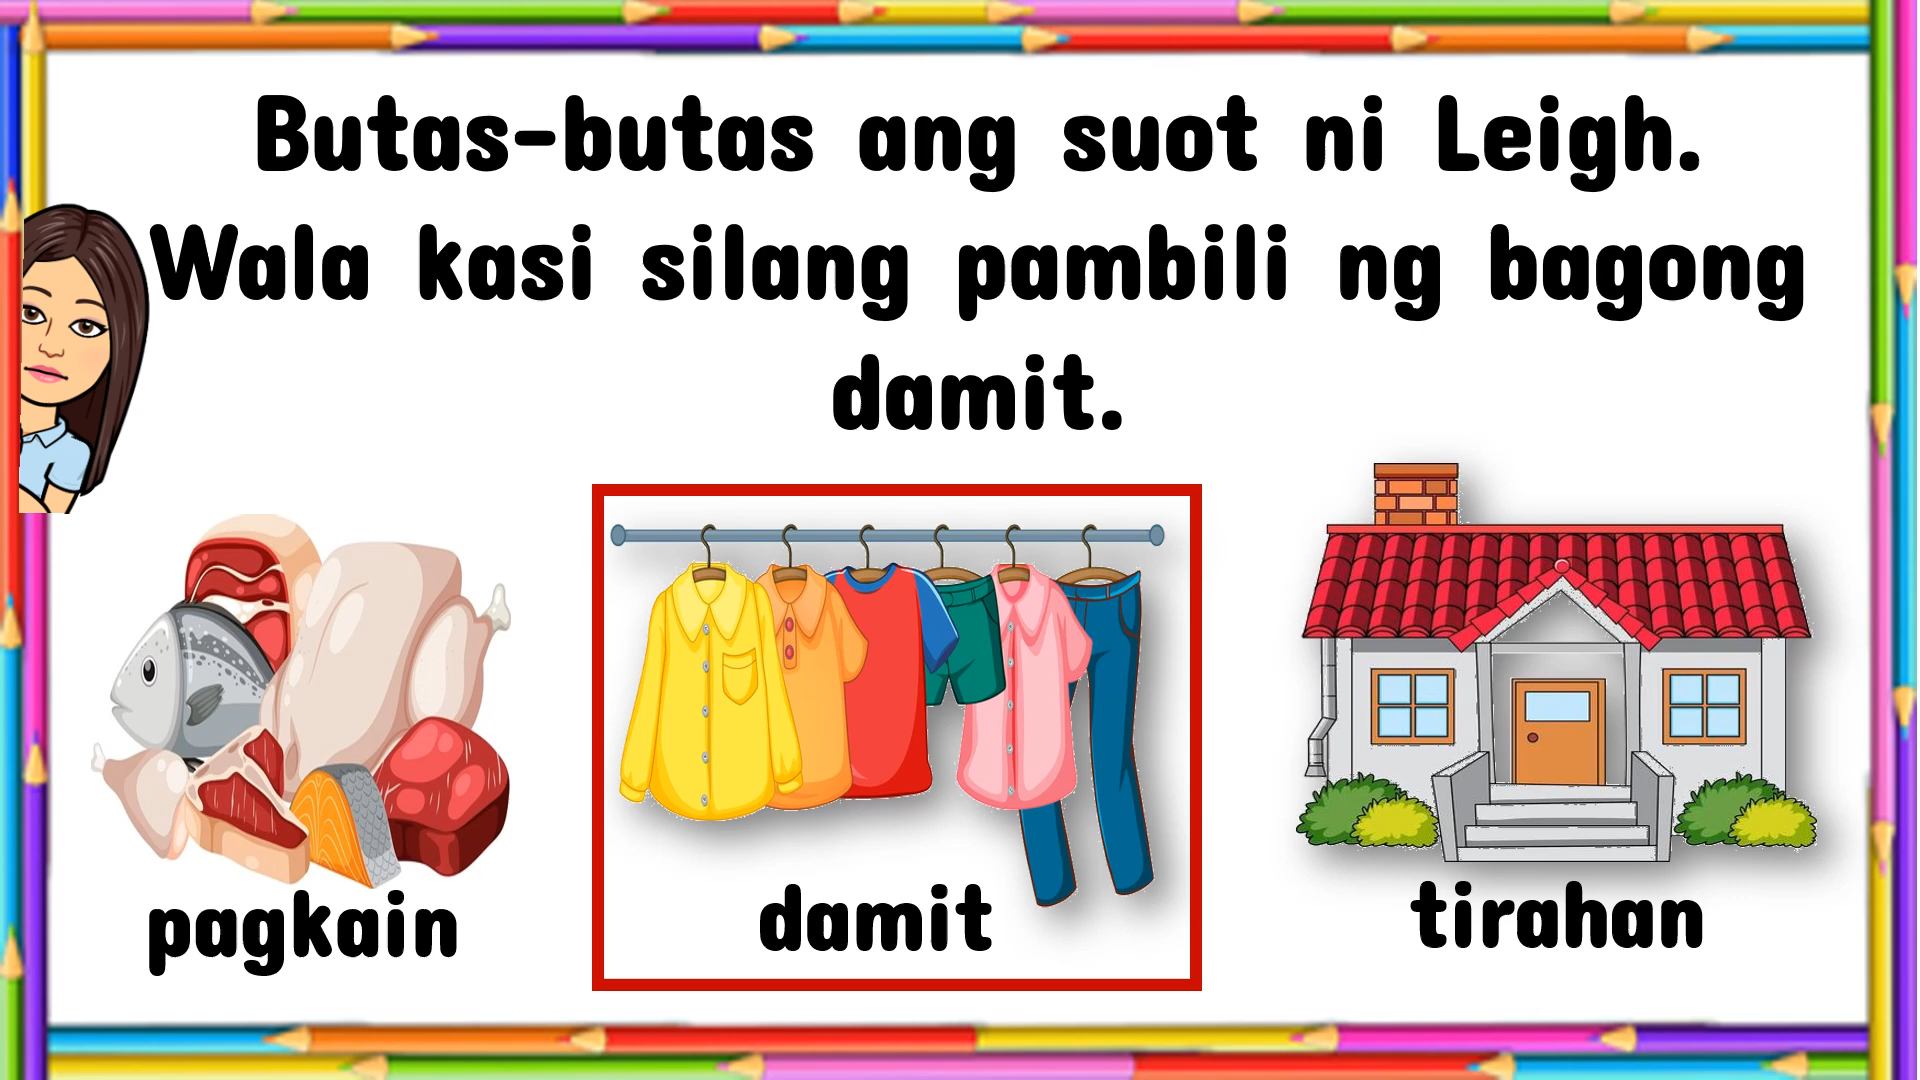 Butas-butas ang suot ni Leigh.
Wala kasi silang pambili ng bagong
damit.
pagkain
damit
tirahan